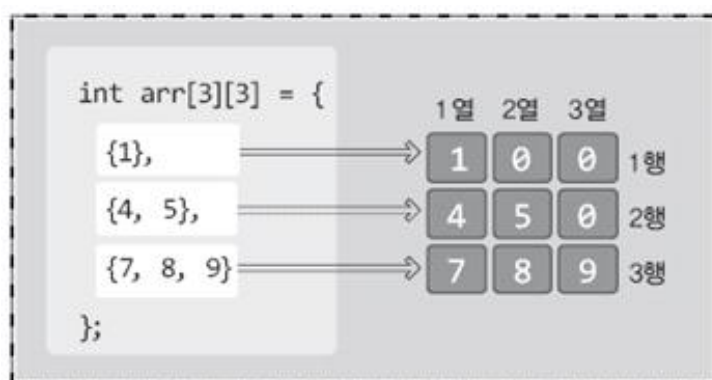 int arr[3][3] = {
{1},
{4, 5},
{7, 8, 9}
};
1열 2열 3열
1 0 0 1행
4 5 0 2행
7 8 9 3행